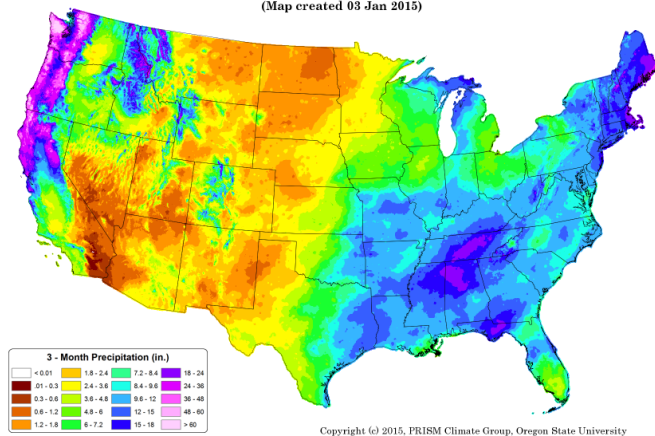 (Map created 03 Jan 2015)
3 - Month Precipitation (in.)
< 0.01
.01 - 0.3
0.3 - 0.6
0.6 - 1.2
1.2 - 1.8
1.8 - 2.4
2.4 - 3.6
3.6 - 4.8
4.8 - 6
6 - 7.2
7.2 - 8.4
8.4 - 9.6
9.6 - 12
12 - 15
15 - 18
18 - 24
24 - 36
36 - 48
48 - 60
> 60
Copyright (c) 2015, PRISM Climate Group, Oregon State University